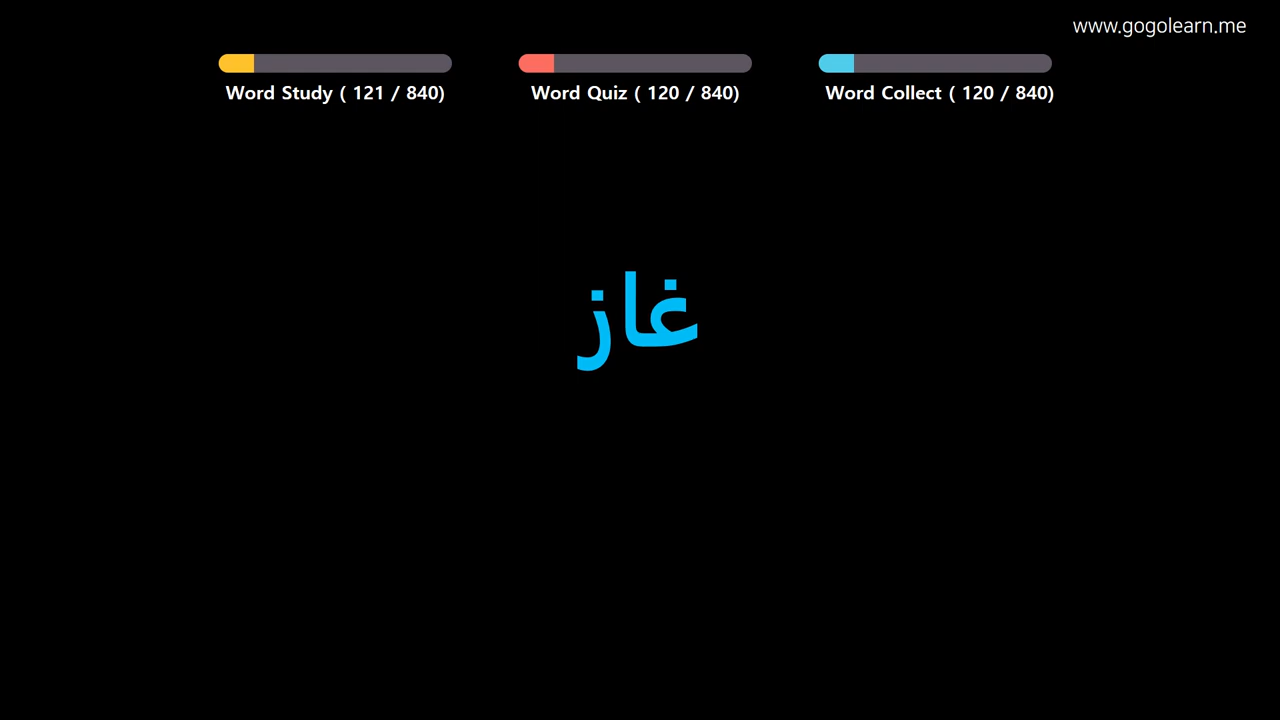 www.gogolearn.me
Word Study ( 121 / 840)
Word Quiz ( 120 / 840)
Word Collect ( 120 / 840)
غاز